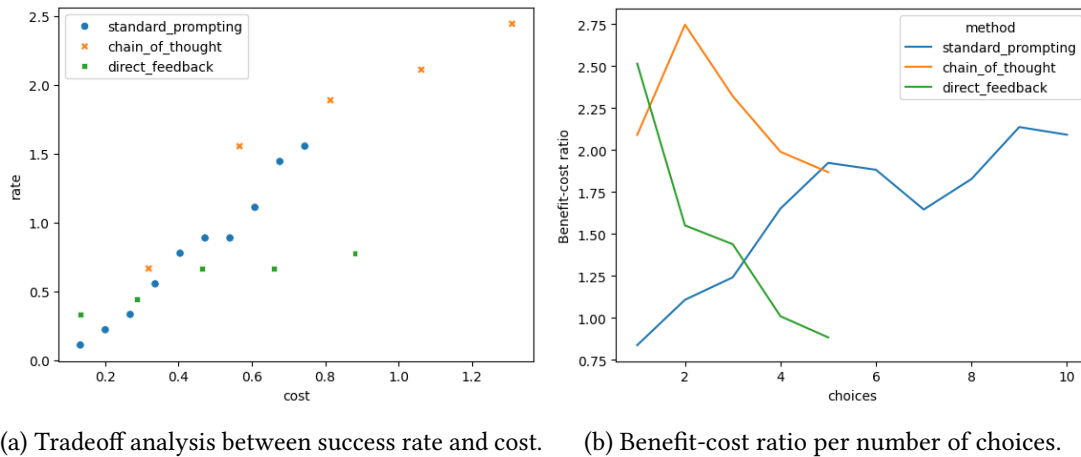 2.5
2.0
1.5
1.0
0.5
0.0
rate
standard_prompting
chain_of_thought
direct_feedback
0.2 0.4 0.6 0.8 1.0 1.2
cost
(a) Tradeoff analysis between success rate and cost.
2.75
2.50
2.25
2.00
1.75
1.50
1.25
1.00
0.75
Benefit-cost ratio
method
standard_prompting
chain_of_thought
direct_feedback
2 4 6 8 10
choices
(b) Benefit-cost ratio per number of choices.